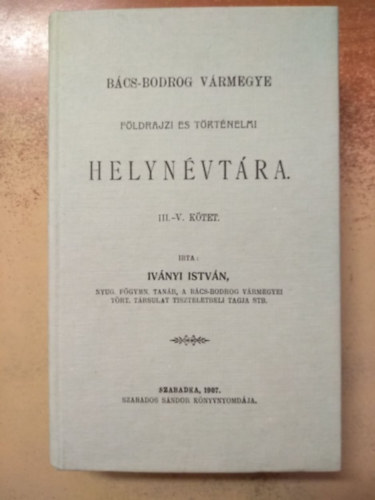 BÁCS-BODROG VÁRMEGYE
FÖLDRAJZI ES TÖRTÉNELMI
HELYNÉVTÁRA.
III.-V. KÖTET.
IRTA:
IVÁNYI ISTVÁN,
NYUG. FŐGYMN. TANÁR, A BÁCS-BODROG VÁRMEGYEI
TÖRT. TÁRSULAT TISZTELETBELI TAGJA STB.
SZABADKA, 1907.
SZABADOS SÁNDOR KÖNYVNYOMDÁJA.